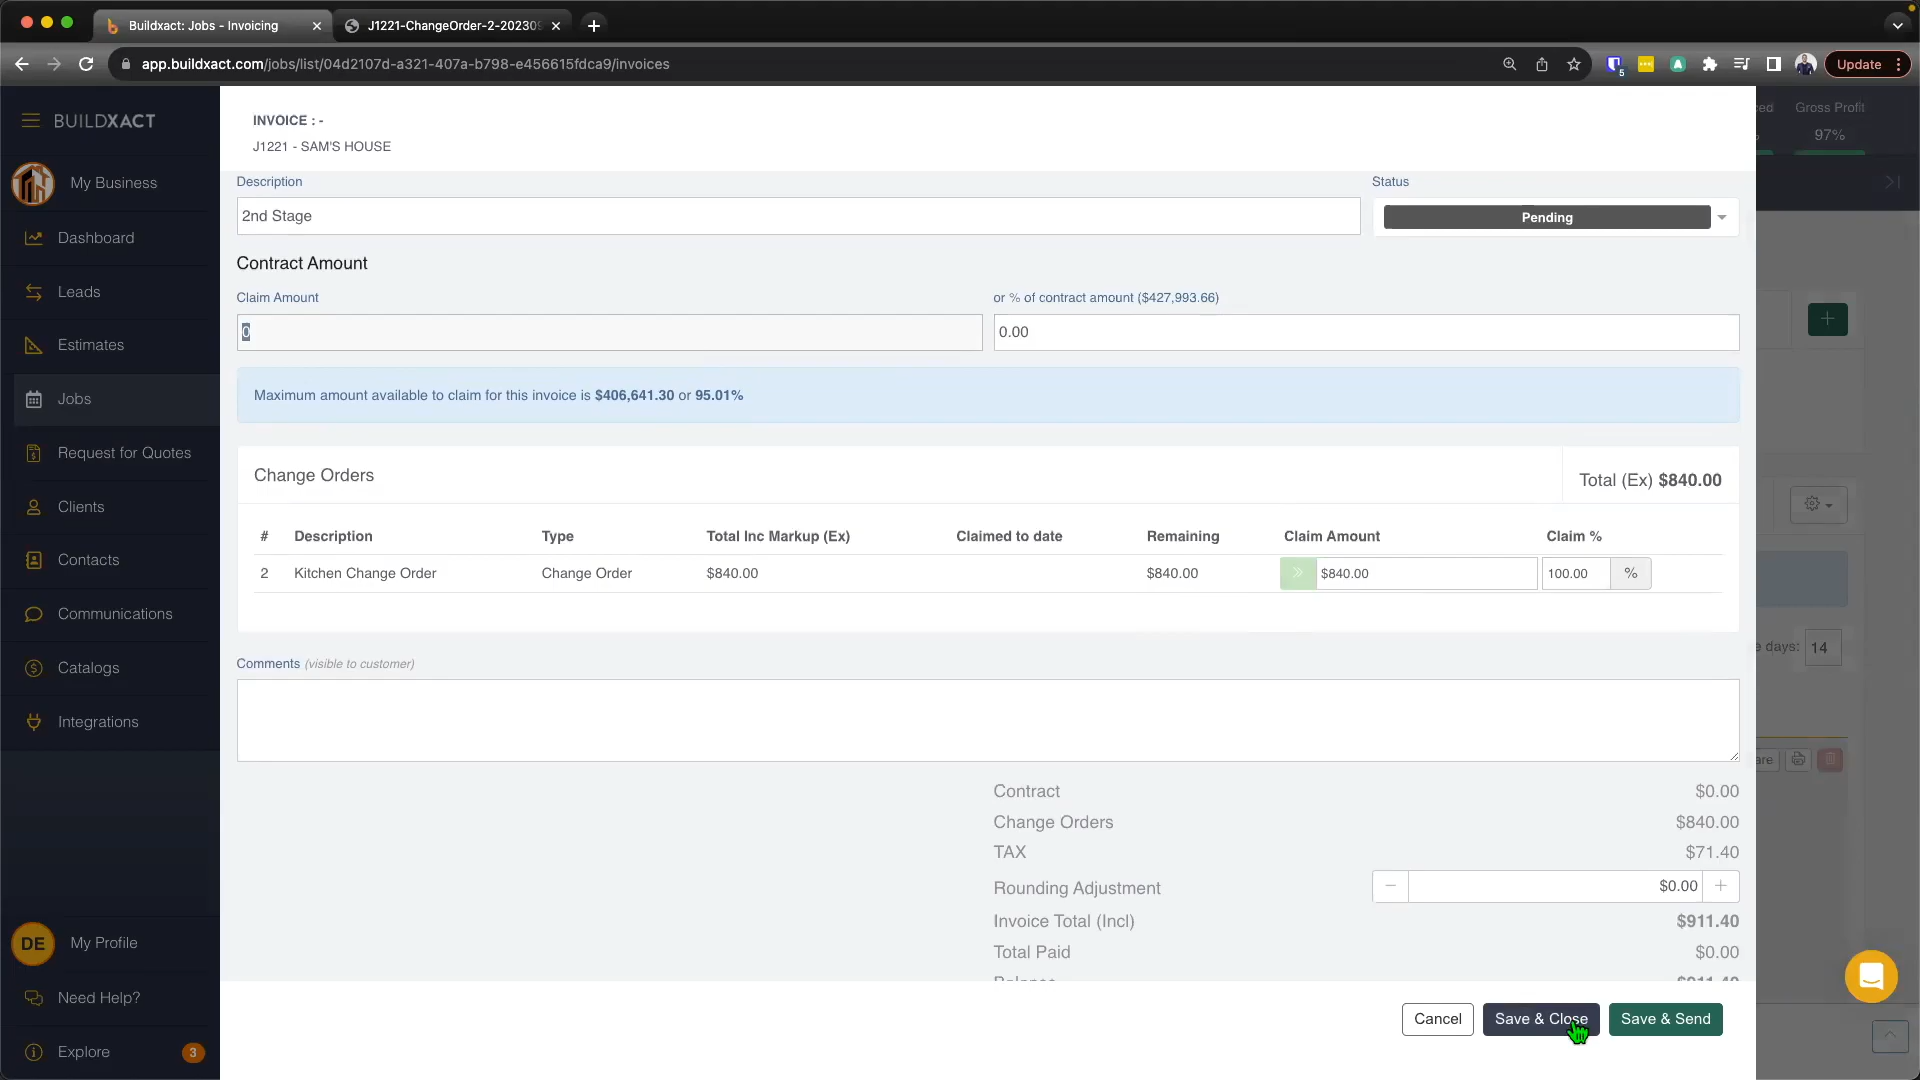 Buildxact: Jobs - Invoicing
J1221-ChangeOrder-2-202309
app.buildxact.com/jobs/list/04d2107d-a321-407a-b798-e456615fdca9/invoices
5
Update
BUILDXACT
My Business
Dashboard
Leads
Estimates
Jobs
Request for Quotes
Clients
Contacts
Communications
Catalogs
Integrations
DE
My Profile
Need Help?
Explore
3
Gross Profit
97%
INVOICE : -
J1221 - SAM'S HOUSE
Description
Status
2nd Stage
Pending
Contract Amount
Claim Amount
or % of contract amount ($427,993.66)
0
0.00
Maximum amount available to claim for this invoice is $406,641.30 or 95.01%
Change Orders
Total (Ex) $840.00
# Description Type Total Inc Markup (Ex) Claimed to date Remaining Claim Amount Claim %
2 Kitchen Change Order Change Order $840.00 $840.00 $840.00 100.00 %
days: 14
Comments (visible to customer)
Contract $0.00
Change Orders $840.00
TAX $71.40
Rounding Adjustment $0.00
Invoice Total (Incl) $911.40
Total Paid $0.00
Cancel
Save & Close
Save & Send